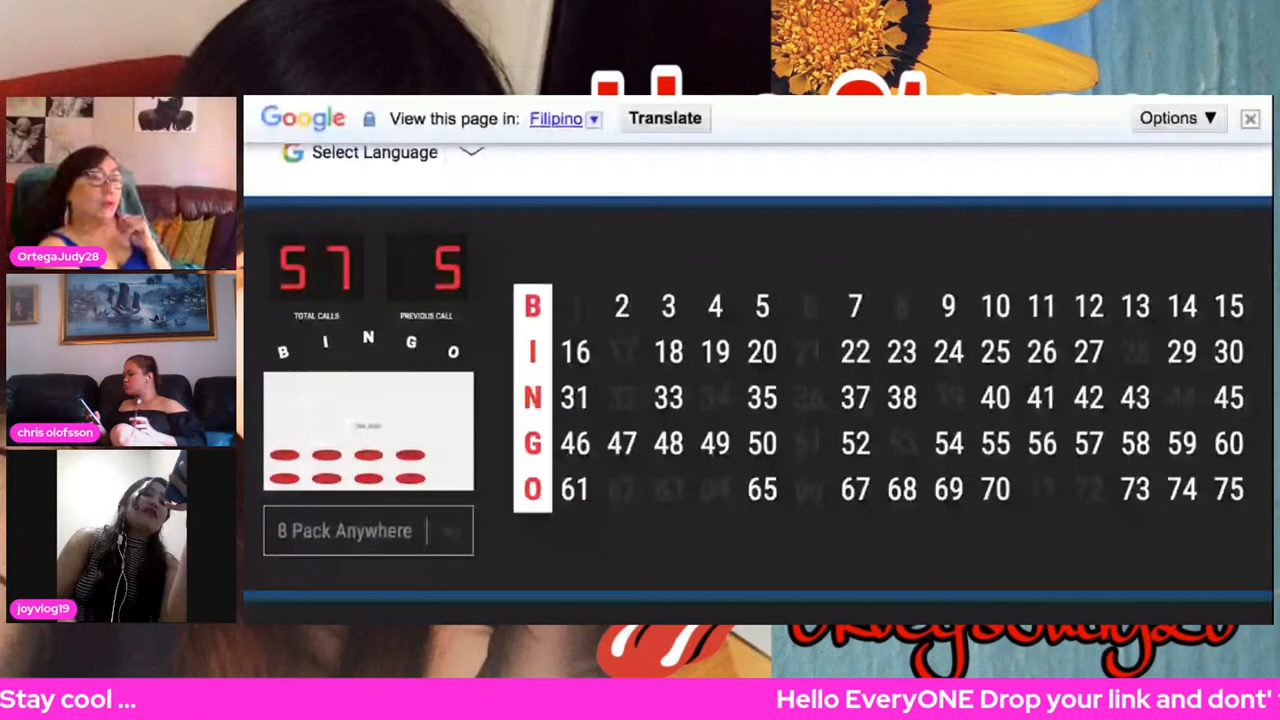 Google View this page in: Filipino ▼ Translate Options ▼
Select Language
OrtegaJudy28
chris olofsson
joyvlog19
57 5
TOTAL CALLS PREVIOUS CALL
B I N G O
8 Pack Anywhere
B 2 3 4 5 7 9 10 11 12 13 14 15
I 16 18 19 20 22 23 24 25 26 27 29 30
N 31 33 35 37 38 40 41 42 43 45
G 46 47 48 49 50 52 54 55 56 57 58 59 60
O 61 65 67 68 69 70 73 74 75
Stay cool ...
Hello EveryONE Drop your link and dont'